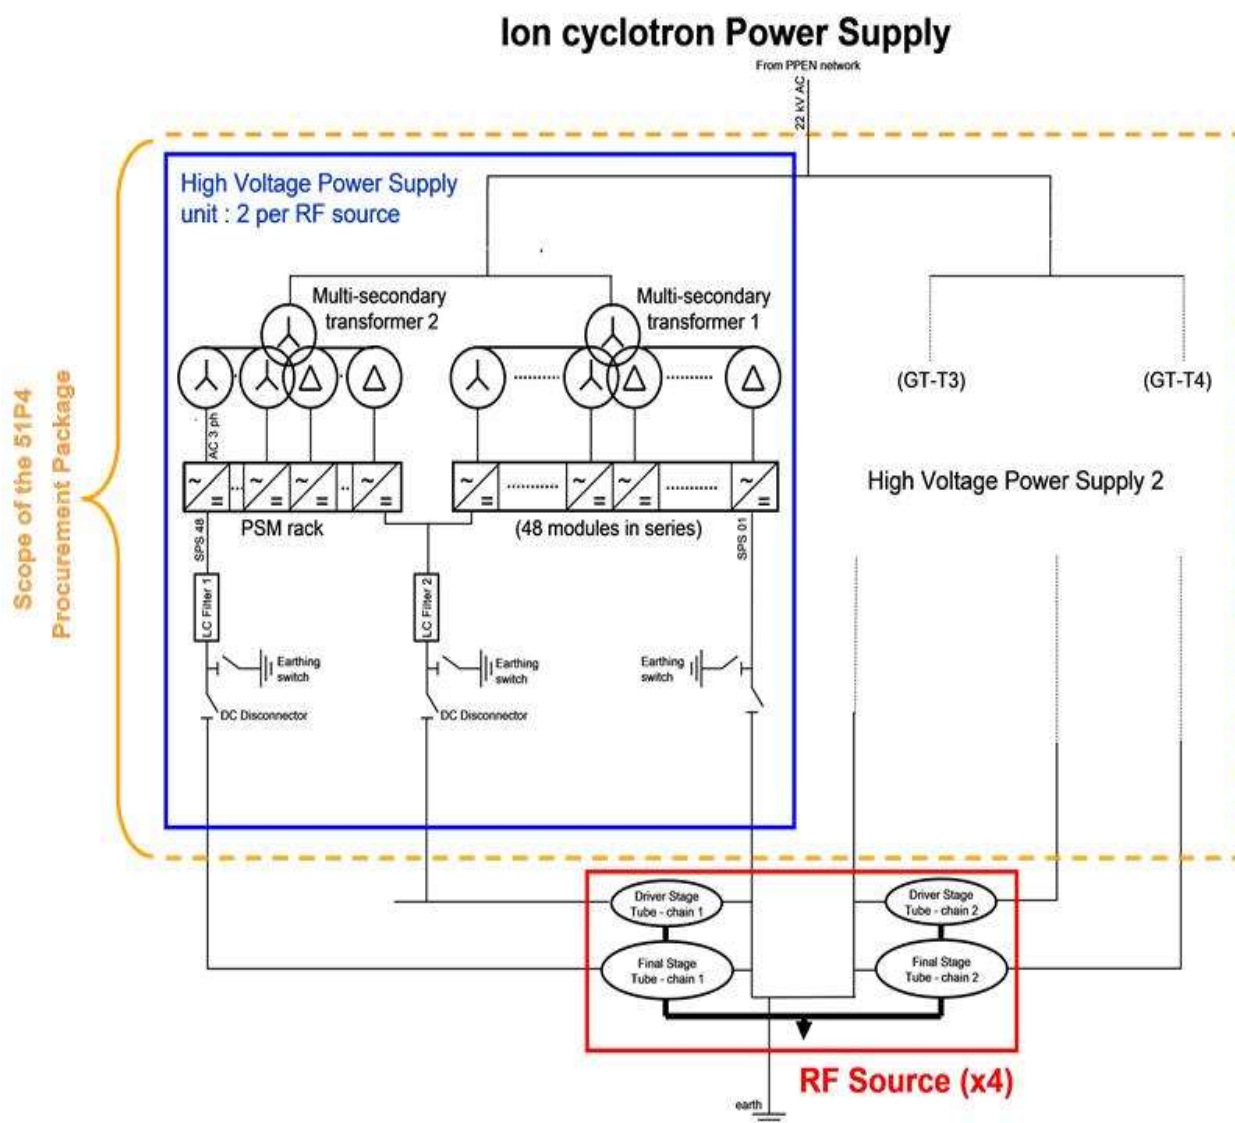 Ion cyclotron Power Supply
From PPEN network
22 kV AC
High Voltage Power Supply
unit : 2 per RF source
Multi-secondary
transformer 2
Multi-secondary
transformer 1
(GT-T3)
(GT-T4)
AC 3 ph
Scope of the 51P4
Procurement Package
High Voltage Power Supply 2
PSM rack
(48 modules in series)
SPS 48
SPS 01
LC Filter 1
LC Filter 2
Earthing
switch
Earthing
switch
Earthing
switch
DC Disconnector
DC Disconnector
Driver Stage
Tube - chain 1
Driver Stage
Tube - chain 2
Final Stage
Tube - chain 1
Final Stage
Tube - chain 2
RF Source (x4)
earth